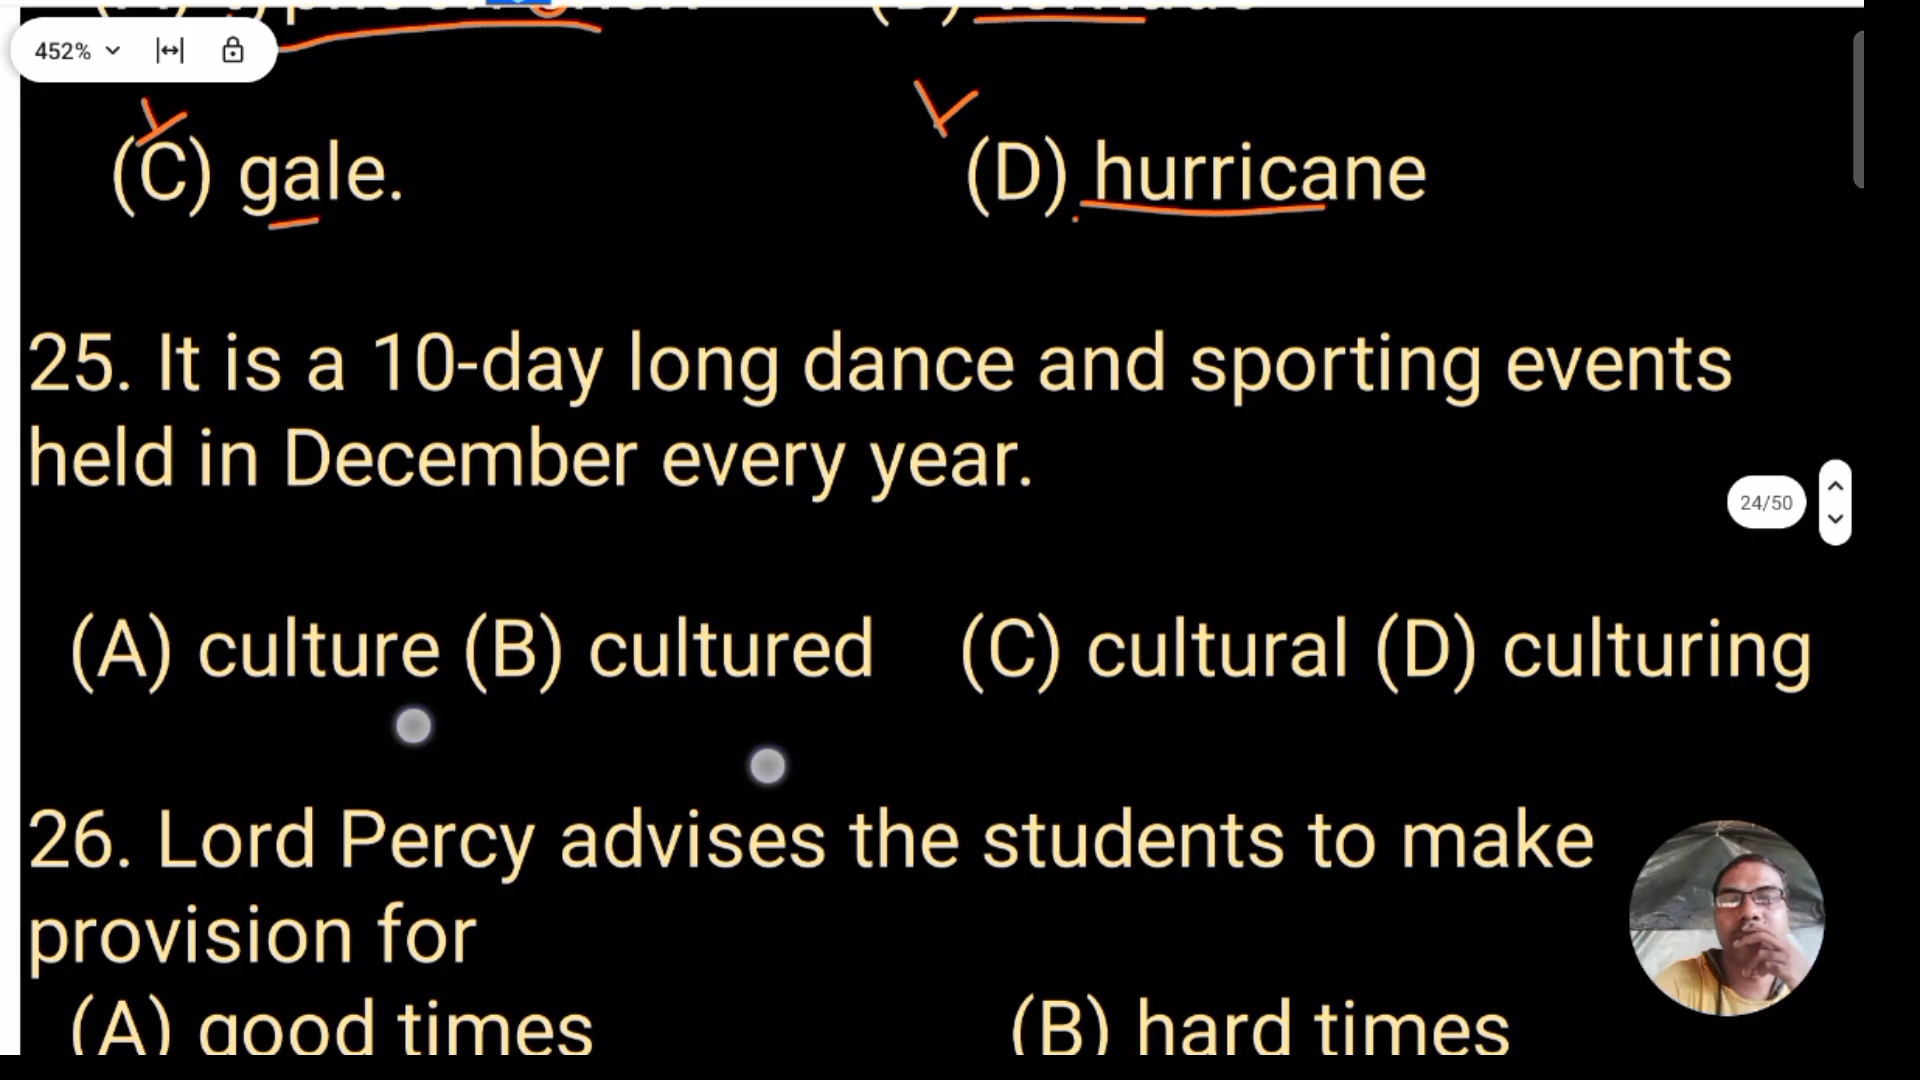 452%
(C) gale. (D) hurricane
25. It is a 10-day long dance and sporting events
held in December every year.
24/50
(A) culture (B) cultured (C) cultural (D) culturing
26. Lord Percy advises the students to make
provision for
(A) good times (B) hard times